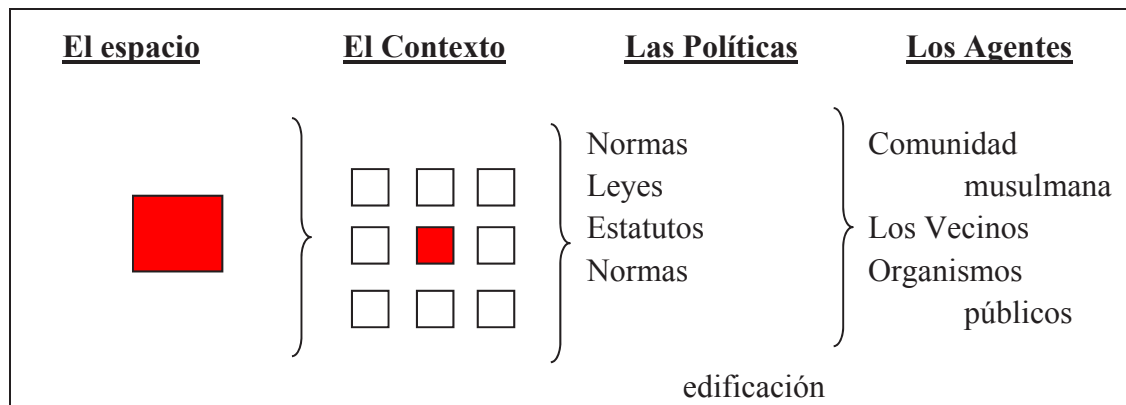 El espacio El Contexto Las Políticas Los Agentes
Normas
Leyes
Estatutos
Normas
edificación
Comunidad
musulmana
Los Vecinos
Organismos
públicos